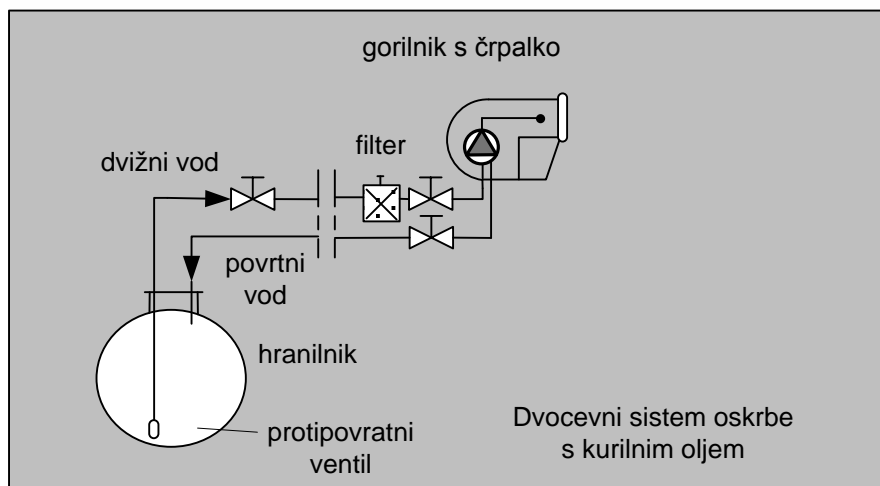 gorilnik s črpalko
filter
dvižni vod
povrtni
vod
hranilnik
protipovratni
ventil
Dvocevni sistem oskrbe
s kurilnim oljem